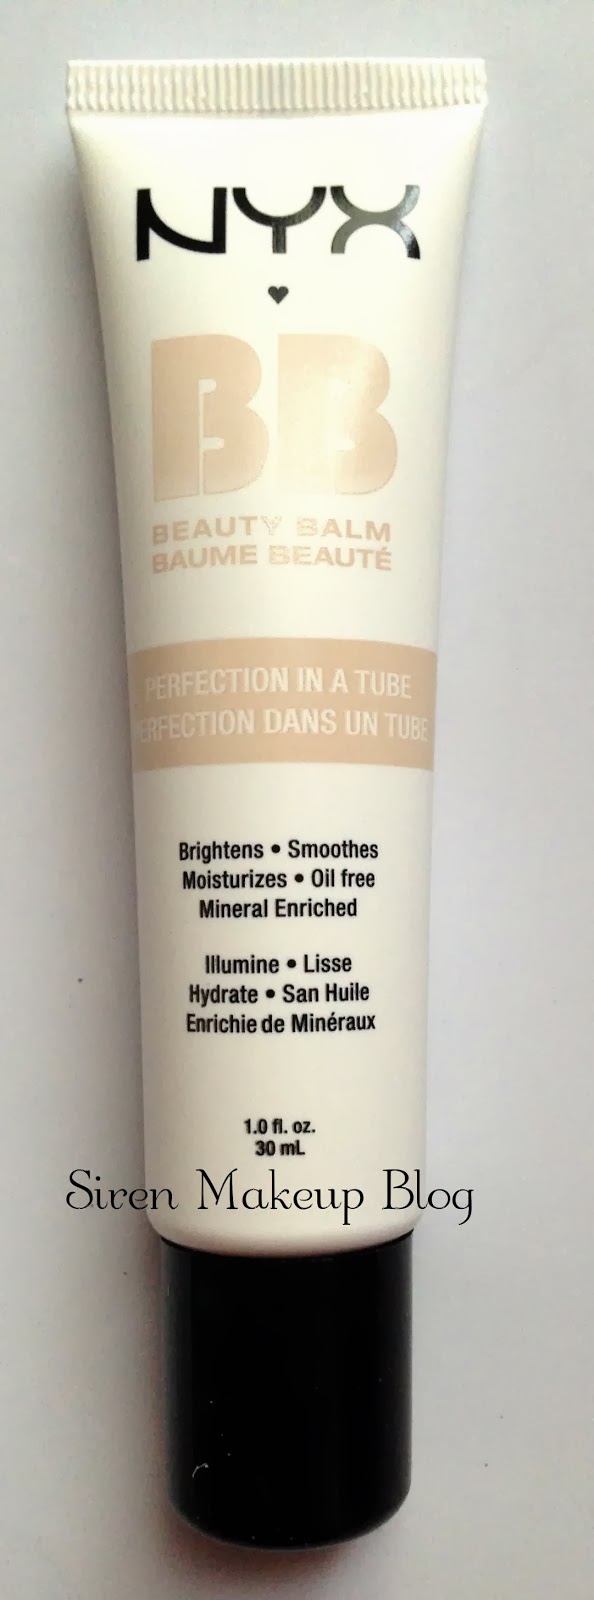 NYX
BB
BEAUTY BALM
BAUME BEAUTÉ
PERFECTION IN A TUBE
PERFECTION DANS UN TUBE
Brightens • Smoothes
Moisturizes • Oil free
Mineral Enriched
Illumine • Lisse
Hydrate • San Huile
Enrichie de Minéraux
1.0 fl. oz.
30 mL
Siren Makeup Blog